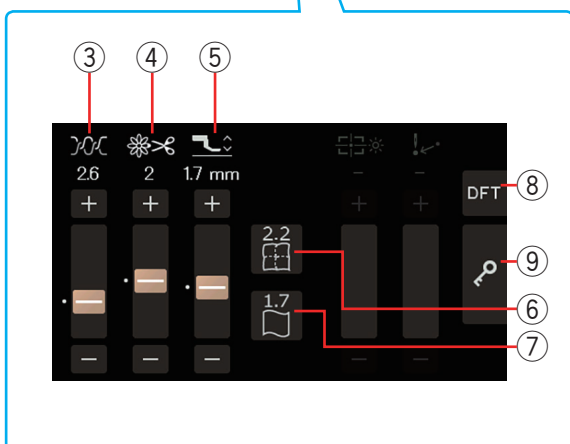 ③ ④ ⑤
2.6 2 1.7 mm – –
+ + + + +
DFT ⑧
2.2
⑨
⑥
1.7
⑦
– – – – –